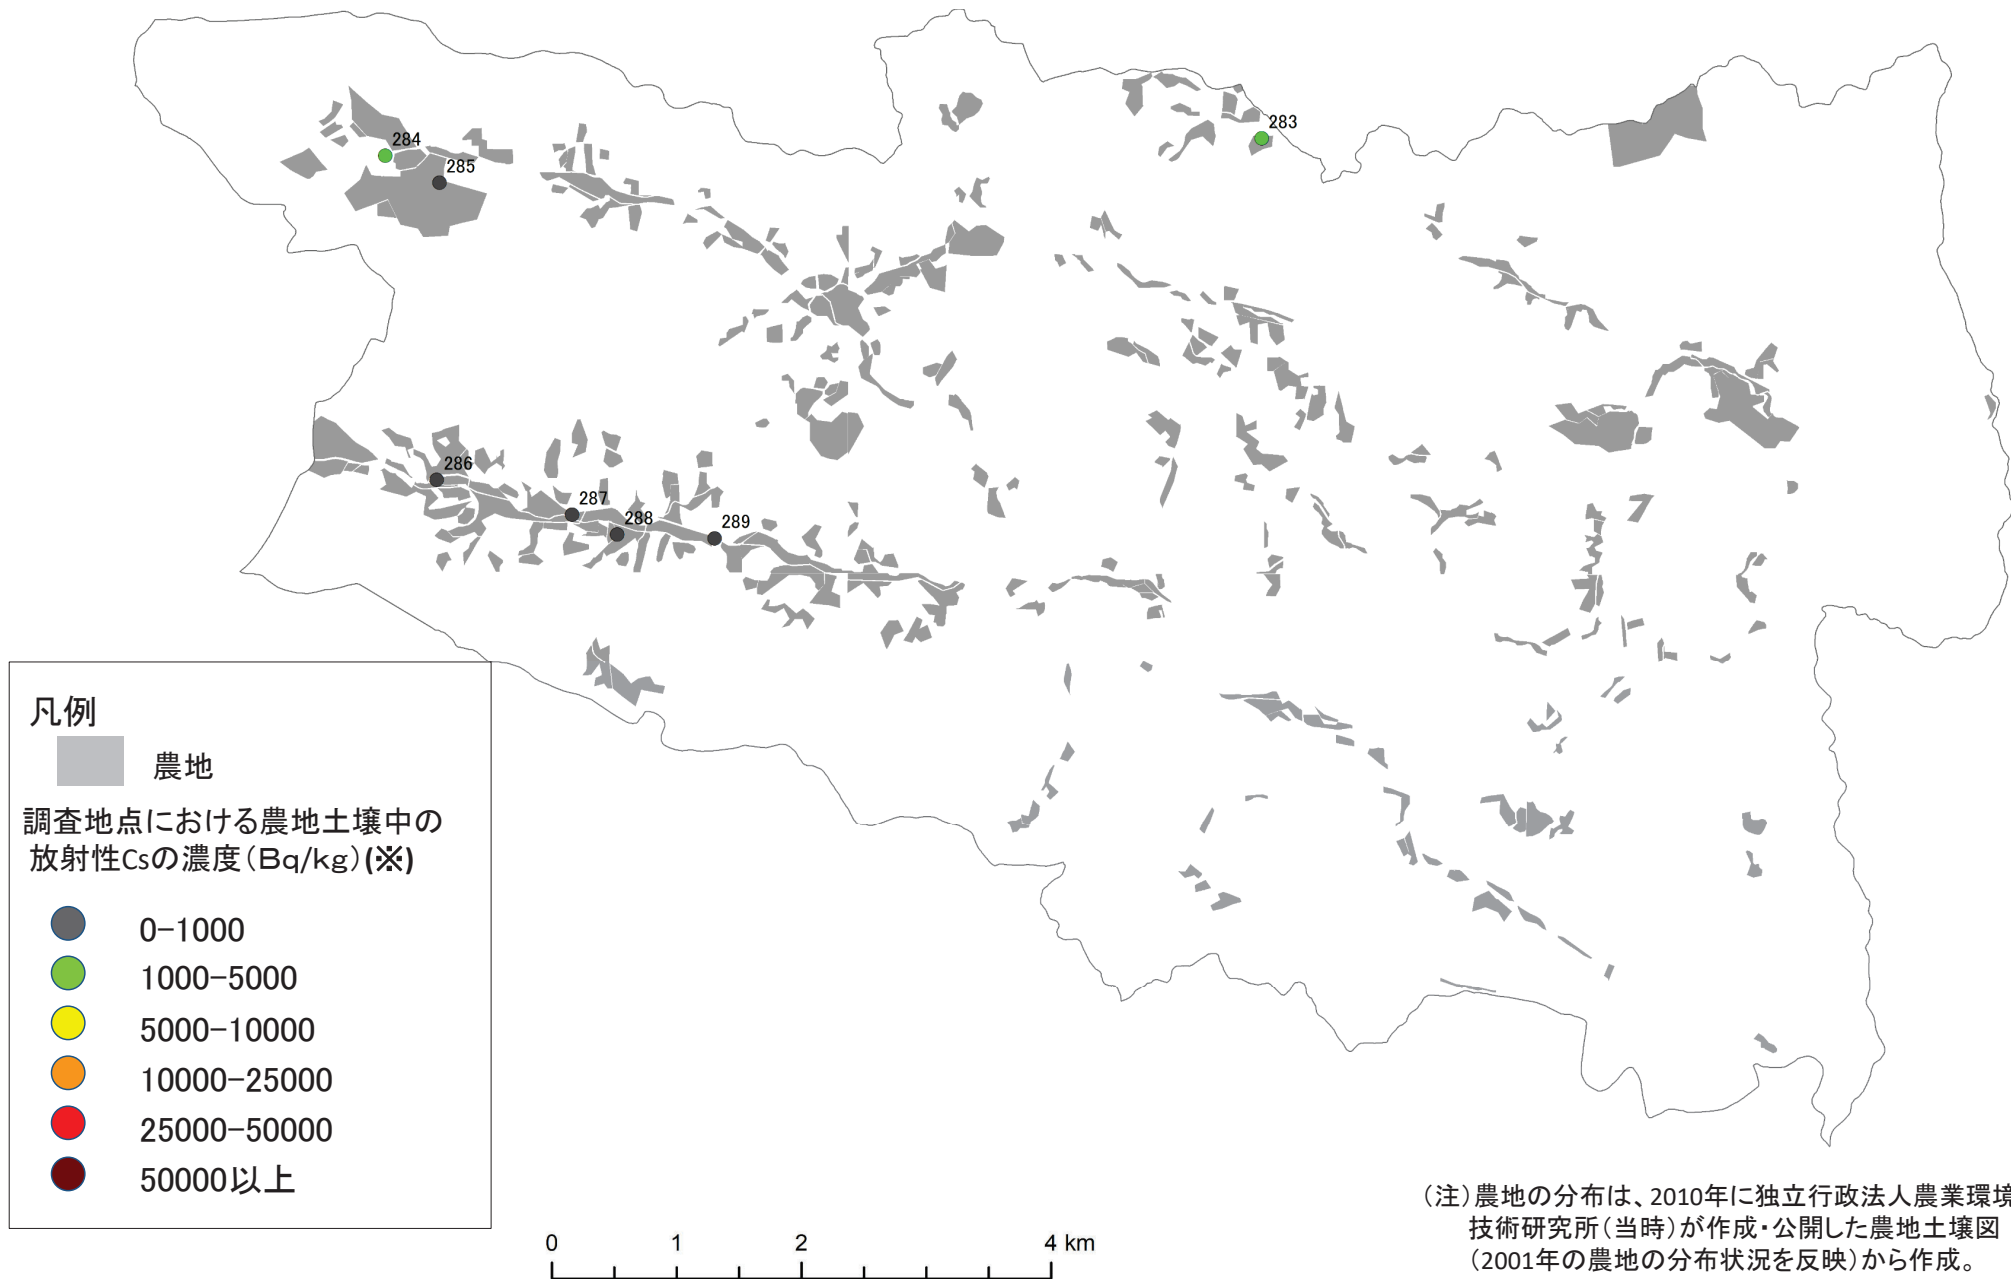 283
284
285
286
287
288
289
凡例
農地
調査地点における農地土壌中の
放射性Csの濃度（Bq/kg）(※)
0−1000
1000−5000
5000−10000
10000−25000
25000−50000
50000以上
0 1 2 4 km
（注）農地の分布は、2010年に独立行政法人農業環境
技術研究所（当時）が作成・公開した農地土壌図
（2001年の農地の分布状況を反映）から作成。